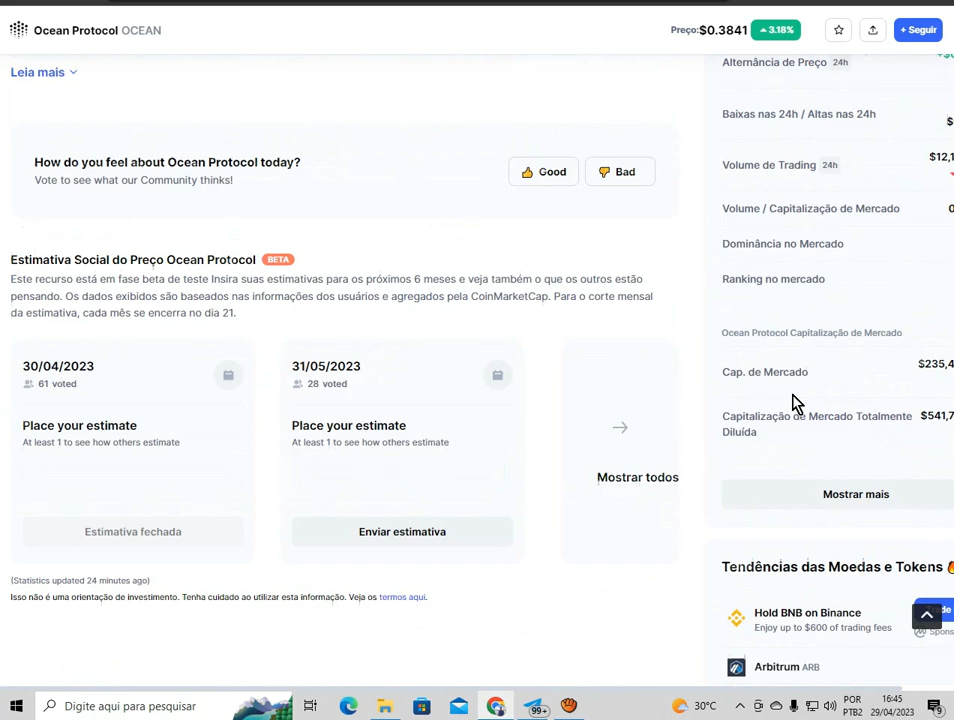 Ocean Protocol OCEAN
Preço: $0.3841 3.18%
+ Seguir
Leia mais
How do you feel about Ocean Protocol today?
Vote to see what our Community thinks!
Good
Bad
Estimativa Social do Preço Ocean Protocol BETA
Este recurso está em fase beta de teste Insira suas estimativas para os próximos 6 meses e veja também o que os outros estão
pensando. Os dados exibidos são baseados nas informações dos usuários e agregados pela CoinMarketCap. Para o corte mensal
da estimativa, cada mês se encerra no dia 21.
30/04/2023
61 voted
Place your estimate
At least 1 to see how others estimate
Estimativa fechada
31/05/2023
28 voted
Place your estimate
At least 1 to see how others estimate
Enviar estimativa
Mostrar todos
(Statistics updated 24 minutes ago)
Isso não é uma orientação de investimento. Tenha cuidado ao utilizar esta informação. Veja os termos aqui.
Alternância de Preço 24h
Baixas nas 24h / Altas nas 24h
Volume de Trading 24h $12,1
Volume / Capitalização de Mercado 0
Dominância no Mercado
Ranking no mercado
Ocean Protocol Capitalização de Mercado
Cap. de Mercado $235,4
Capitalização de Mercado Totalmente $541,7
Diluída
Mostrar mais
Tendências das Moedas e Tokens
Hold BNB on Binance
Enjoy up to $600 of trading fees
Spons
Arbitrum ARB
Digite aqui para pesquisar
99+
30°C
POR
PTB2
16:45
29/04/2023
9